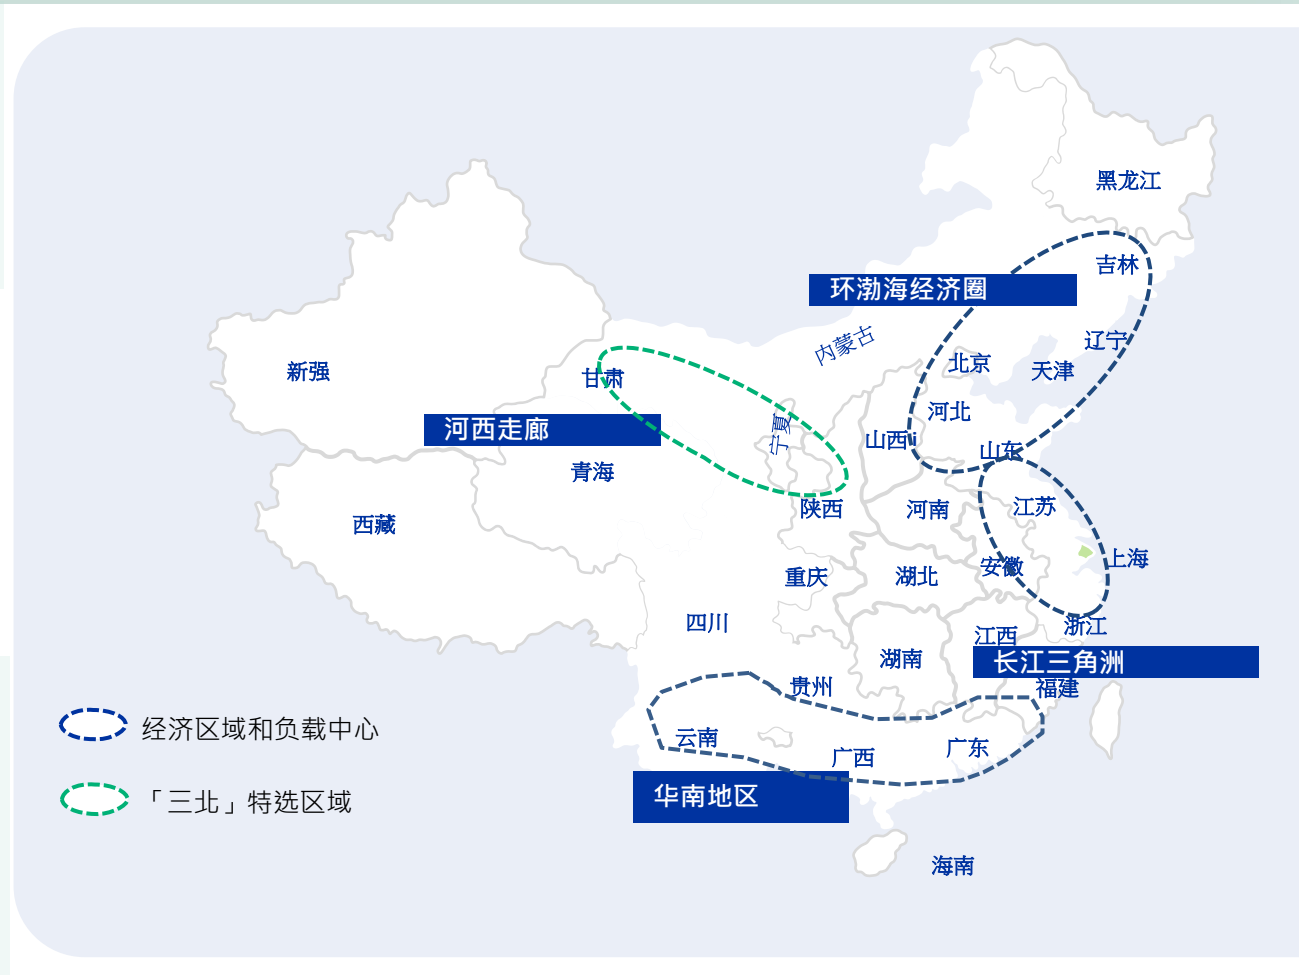 黑龙江
吉林
环渤海经济圈
辽宁
内蒙古
北京
天津
新强
甘肃
河北
河西走廊
宁夏
山西
山东
青海
陕西
河南
江苏
西藏
上海
安徽
重庆
湖北
四川
浙江
江西
湖南
长江三角洲
贵州
福建
经济区域和负载中心
云南
广西
广东
华南地区
「三北」特选区域
海南